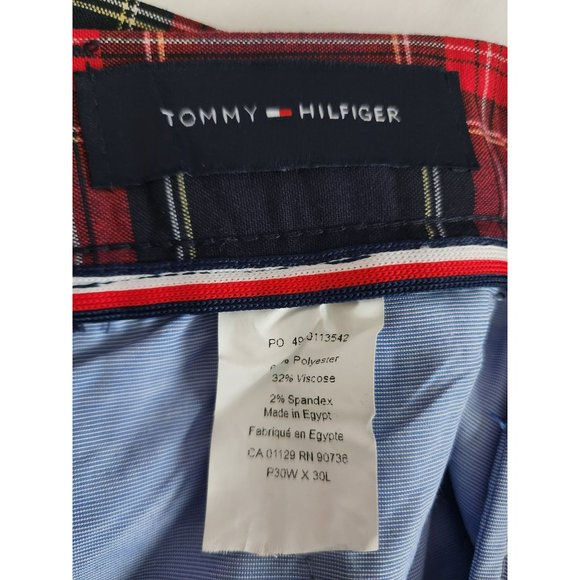 TOMMY HILFIGER
PO
% Polyester
32% Viscose
2% Spandex
Made in Egypt
Fabriqué en Egypte
CA 01129 RN 90736
P30W X 30L